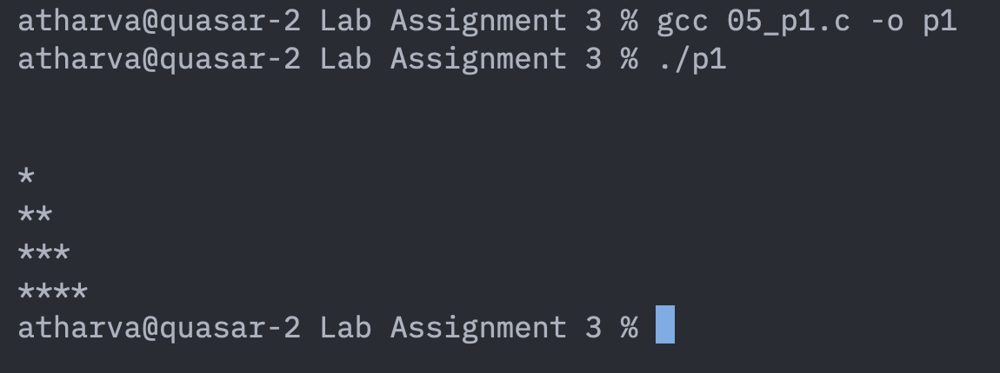 atharva@quasar-2 Lab Assignment 3 % gcc 05_p1.c -o p1
atharva@quasar-2 Lab Assignment 3 % ./p1
*
**
***
****
atharva@quasar-2 Lab Assignment 3 %